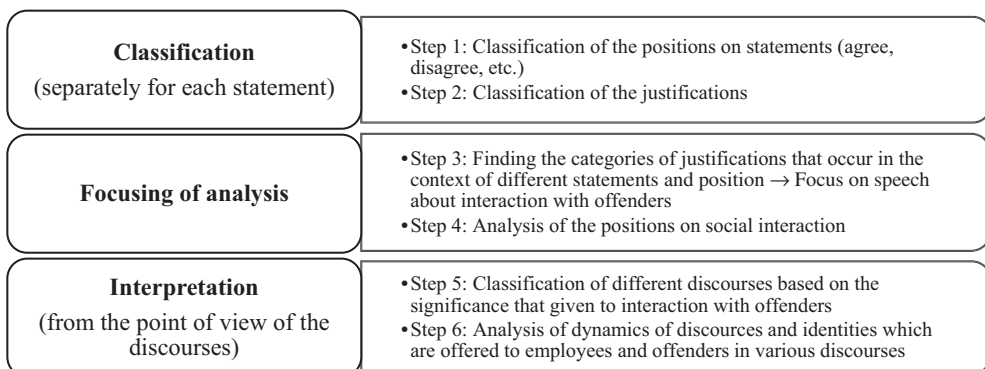 Classification
(separately for each statement)
•Step 1: Classification of the positions on statements (agree,
disagree, etc.)
•Step 2: Classification of the justifications
Focusing of analysis
•Step 3: Finding the categories of justifications that occur in the
context of different statements and position → Focus on speech
about interaction with offenders
•Step 4: Analysis of the positions on social interaction
Interpretation
(from the point of view of the
discourses)
•Step 5: Classification of different discourses based on the
significance that given to interaction with offenders
•Step 6: Analysis of dynamics of discources and identities which
are offered to employees and offenders in various discourses